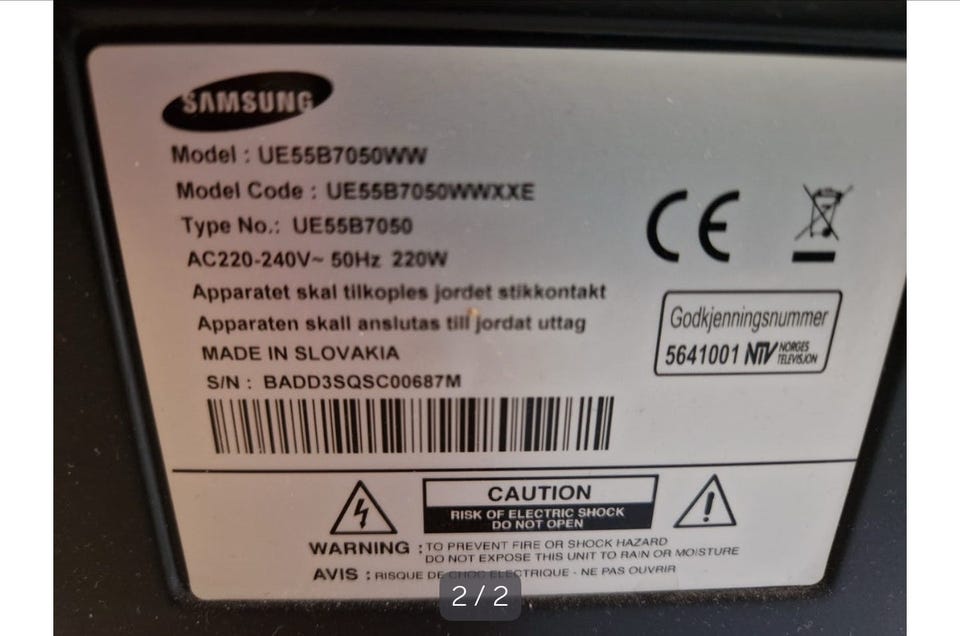 SAMSUNG
Model : UE55B7050WW
Model Code : UE55B7050WWXXE
Type No.: UE55B7050
AC220-240V~ 50Hz 220W
Apparatet skal tilkoples jordet stikkontakt
Apparaten skall anslutas till jordat uttag
MADE IN SLOVAKIA
S/N : BADD3SQSC00687M
CE
Godkjenningsnummer
5641001 NTV NORGES TELEVISJON
CAUTION
RISK OF ELECTRIC SHOCK
DO NOT OPEN
WARNING : TO PREVENT FIRE OR SHOCK HAZARD
DO NOT EXPOSE THIS UNIT TO RAIN OR MOISTURE
AVIS : RISQUE DE CHOC ELECTRIQUE - NE PAS OUVRIR
2 / 2